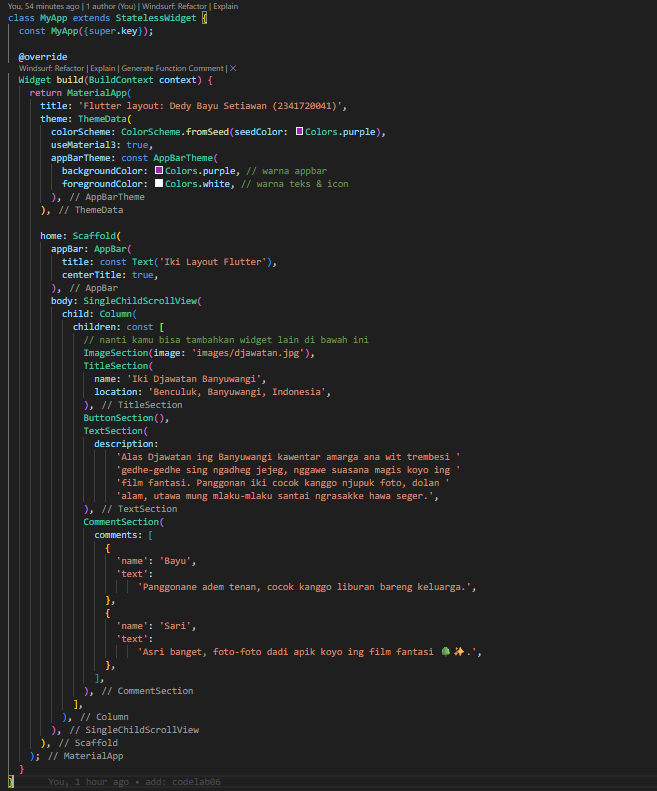 You, 54 minutes ago | 1 author (You) | Windsurf: Refactor | Explain
class MyApp extends StatelessWidget {
  const MyApp({super.key});

  @override
  Windsurf: Refactor | Explain | Generate Function Comment | ✕
  Widget build(BuildContext context) {
    return MaterialApp(
      title: 'Flutter layout: Dedy Bayu Setiawan (2341720041)',
      theme: ThemeData(
        colorScheme: ColorScheme.fromSeed(seedColor: Colors.purple),
        useMaterial3: true,
        appBarTheme: const AppBarTheme(
          backgroundColor: Colors.purple, // warna appbar
          foregroundColor: Colors.white, // warna teks & icon
        ), // AppBarTheme
      ), // ThemeData

      home: Scaffold(
        appBar: AppBar(
          title: const Text('Iki Layout Flutter'),
          centerTitle: true,
        ), // AppBar
        body: SingleChildScrollView(
          child: Column(
            children: const [
              // nanti kamu bisa tambahkan widget lain di bawah ini
              ImageSection(image: 'images/djawatan.jpg'),
              TitleSection(
                name: 'Iki Djawatan Banyuwangi',
                location: 'Benculuk, Banyuwangi, Indonesia',
              ), // TitleSection
              ButtonSection(),
              TextSection(
                description:
                    'Alas Djawatan ing Banyuwangi kawentar amarga ana wit trembesi '
                    'gedhe-gedhe sing ngadheg jejeg, nggawe suasana magis koyo ing '
                    'film fantasi. Panggonan iki cocok kanggo njupuk foto, dolan '
                    'alam, utawa mung mlaku-mlaku santai ngrasakke hawa seger.',
              ), // TextSection
              CommentSection(
                comments: [
                  {
                    'name': 'Bayu',
                    'text':
                        'Panggonane adem tenan, cocok kanggo liburan bareng keluarga.',
                  },
                  {
                    'name': 'Sari',
                    'text':
                        'Asri banget, foto-foto dadi apik koyo ing film fantasi 🌳✨.',
                  },
                ],
              ), // CommentSection
            ],
          ), // Column
        ), // SingleChildScrollView
      ), // Scaffold
    ); // MaterialApp
  }
}      You, 1 hour ago • add: codelab06